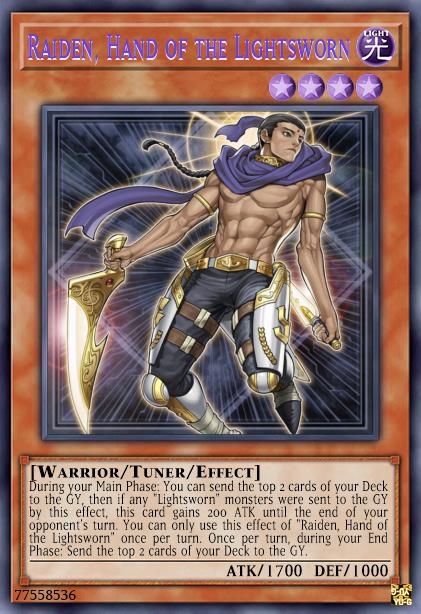 Raiden, Hand of the Lightsworn
LIGHT
光
[Warrior/Tuner/Effect]
During your Main Phase: You can send the top 2 cards of your Deck
to the GY, then if any "Lightsworn" monsters were sent to the GY
by this effect, this card gains 200 ATK until the end of your
opponent's turn. You can only use this effect of "Raiden, Hand of
the Lightsworn" once per turn. Once per turn, during your End
Phase: Send the top 2 cards of your Deck to the GY.
ATK/1700 DEF/1000
77558536